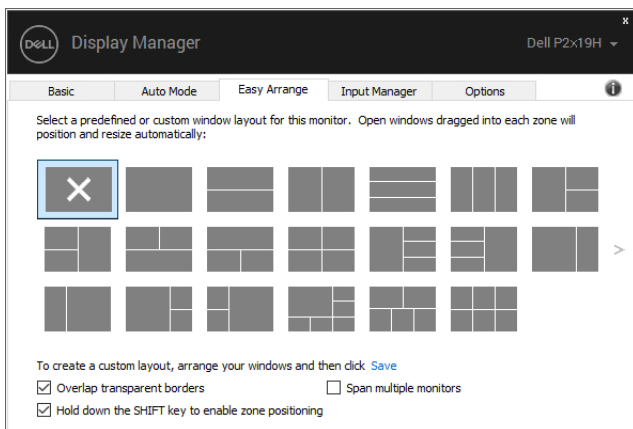 x
DELL Display Manager
Dell P2x19H
Basic Auto Mode Easy Arrange Input Manager Options i
Select a predefined or custom window layout for this monitor. Open windows dragged into each zone will
position and resize automatically:
>
To create a custom layout, arrange your windows and then click Save
Overlap transparent borders
Span multiple monitors
Hold down the SHIFT key to enable zone positioning